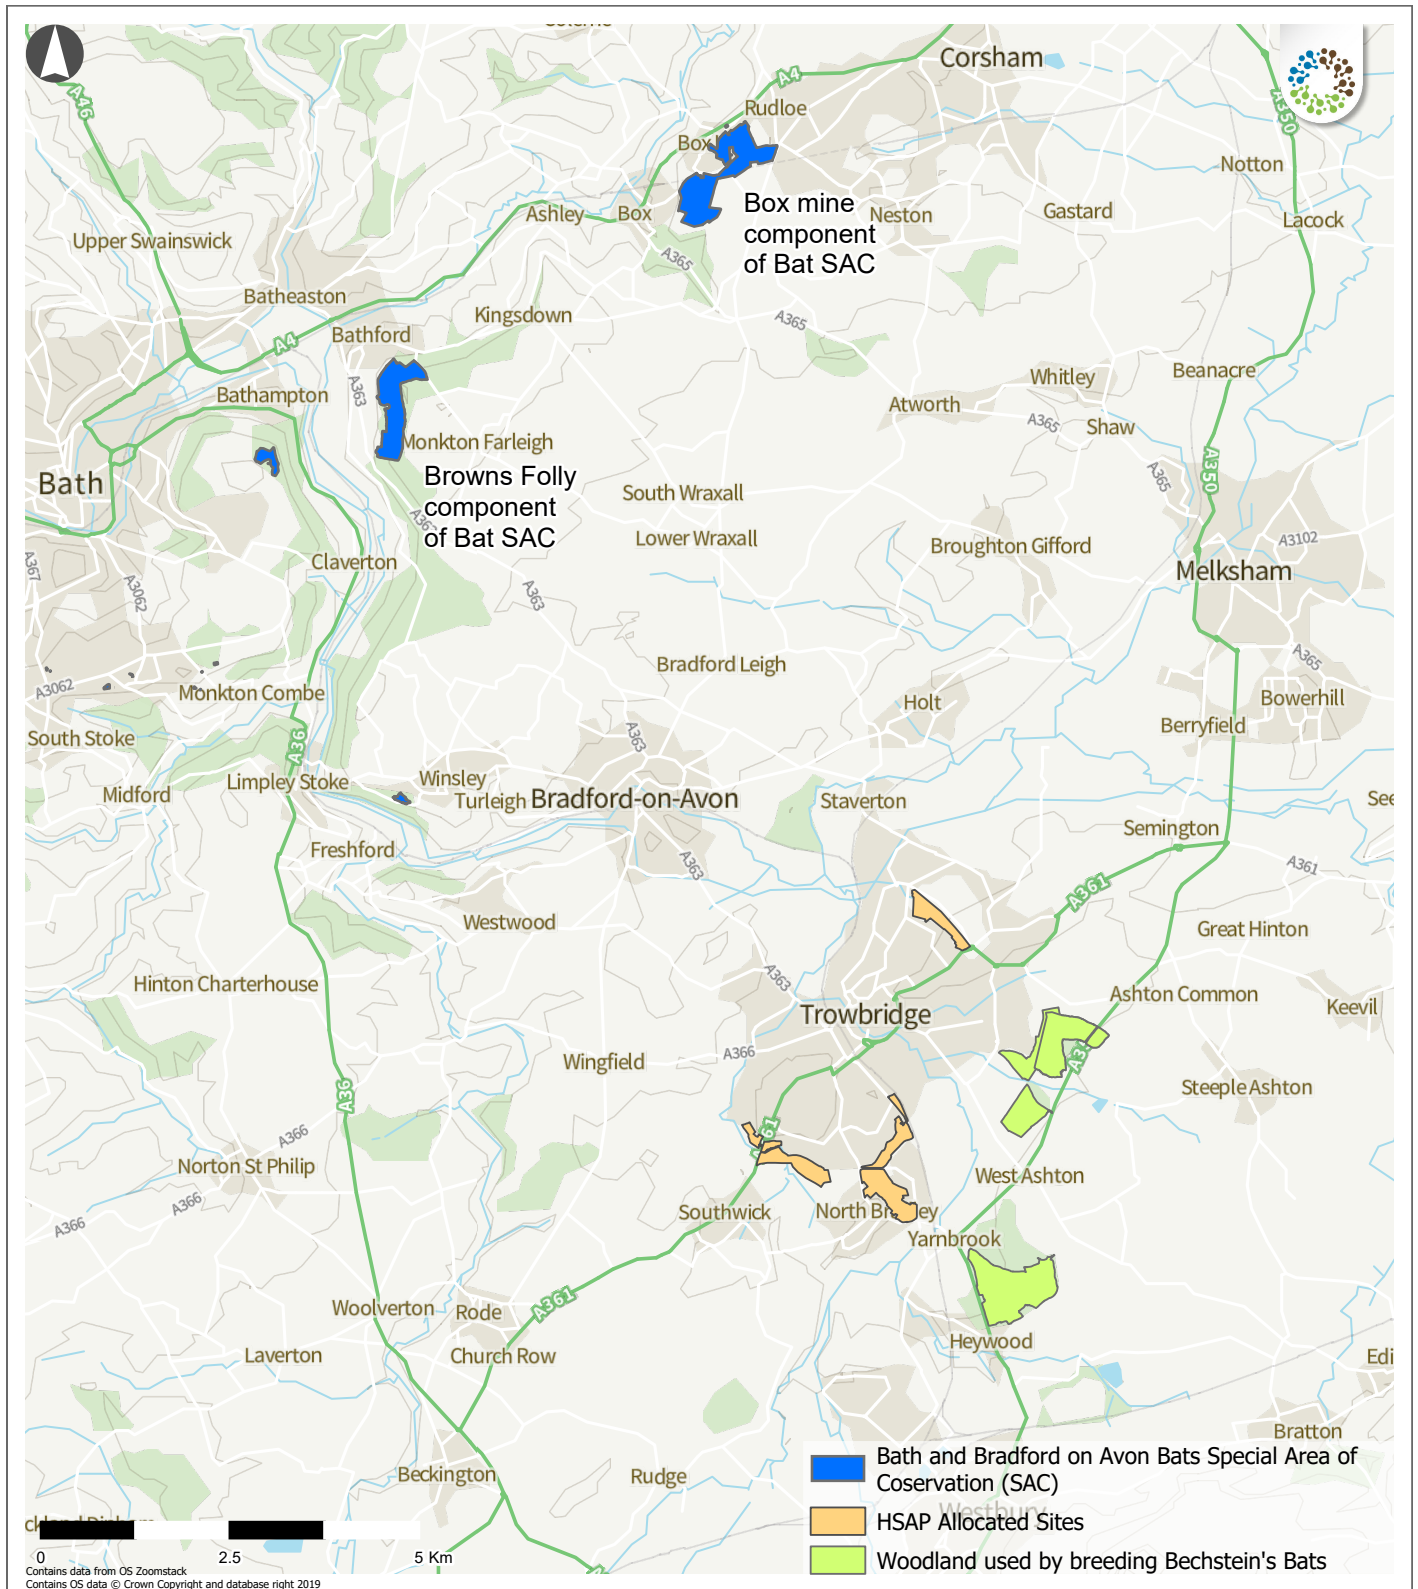 Corsham
A4
Rudloe
A46
A350
Box
Notton
Box mine
component
of Bat SAC
Ashley
Box
Neston
Gastard
Lacock
Upper Swainswick
A365
Batheaston
Kingsdown
A365
Bathford
A4
Beanacre
Whitley
A363
Bathampton
Atworth
A365
Shaw
Monkton Farleigh
Bath
Browns Folly
component
of Bat SAC
A350
A365
South Wraxall
Lower Wraxall
Broughton Gifford
A3102
Claverton
A367
A3062
A363
Melksham
Bradford Leigh
A365
A3062
Monkton Combe
Holt
Bowerhill
South Stoke
A36
A363
Berryfield
Limpley Stoke
Winsley
Midford
Turleigh
Bradford-on-Avon
Staverton
Semington
Freshford
A363
A361
A361
Westwood
Great Hinton
Hinton Charterhouse
A363
Ashton Common
Keevil
Trowbridge
Wingfield
A366
A36
Steeple Ashton
A366
Norton St Philip
West Ashton
A366
A366
Southwick
Yarnbrook
A361
Woolverton
Rode
Heywood
Laverton
Church Row
Bratton
Beckington
Rudge
Westbury
Bath and Bradford on Avon Bats Special Area of
Coservation (SAC)
HSAP Allocated Sites
Woodland used by breeding Bechstein's Bats
0 2.5 5 Km
Contains data from OS Zoomstack
Contains OS data © Crown Copyright and database right 2019